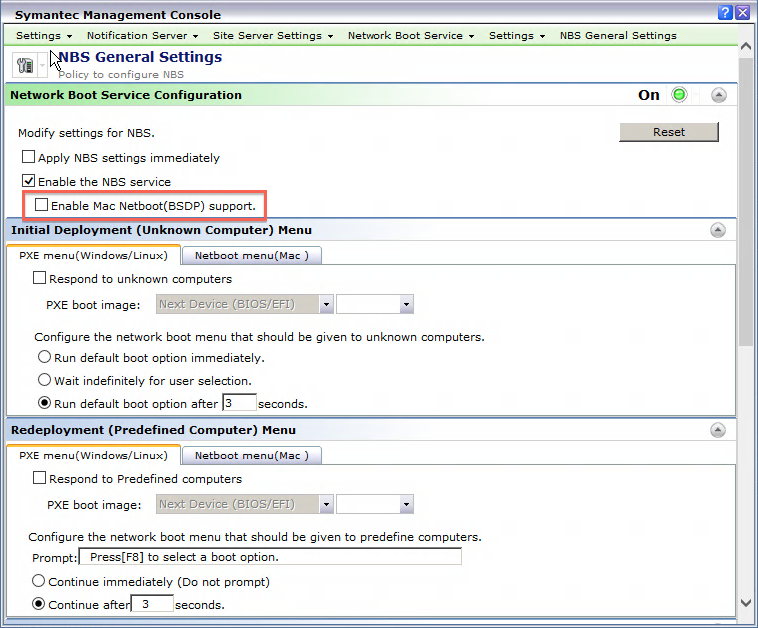 Symantec Management Console ?
Settings Notification Server Site Server Settings Network Boot Service Settings NBS General Settings
NBS General Settings
Policy to configure NBS
Network Boot Service Configuration On
Modify settings for NBS.
Reset
Apply NBS settings immediately
Enable the NBS service
Enable Mac Netboot(BSDP) support.
Initial Deployment (Unknown Computer) Menu
PXE menu(Windows/Linux) Netboot menu(Mac )
Respond to unknown computers
PXE boot image: Next Device (BIOS/EFI)
Configure the network boot menu that should be given to unknown computers.
Run default boot option immediately.
Wait indefinitely for user selection.
Run default boot option after 3 seconds.
Redeployment (Predefined Computer) Menu
PXE menu(Windows/Linux) Netboot menu(Mac )
Respond to Predefined computers
PXE boot image: Next Device (BIOS/EFI)
Configure the network boot menu that should be given to predefine computers.
Prompt: Press[F8] to select a boot option.
Continue immediately (Do not prompt)
Continue after 3 seconds.